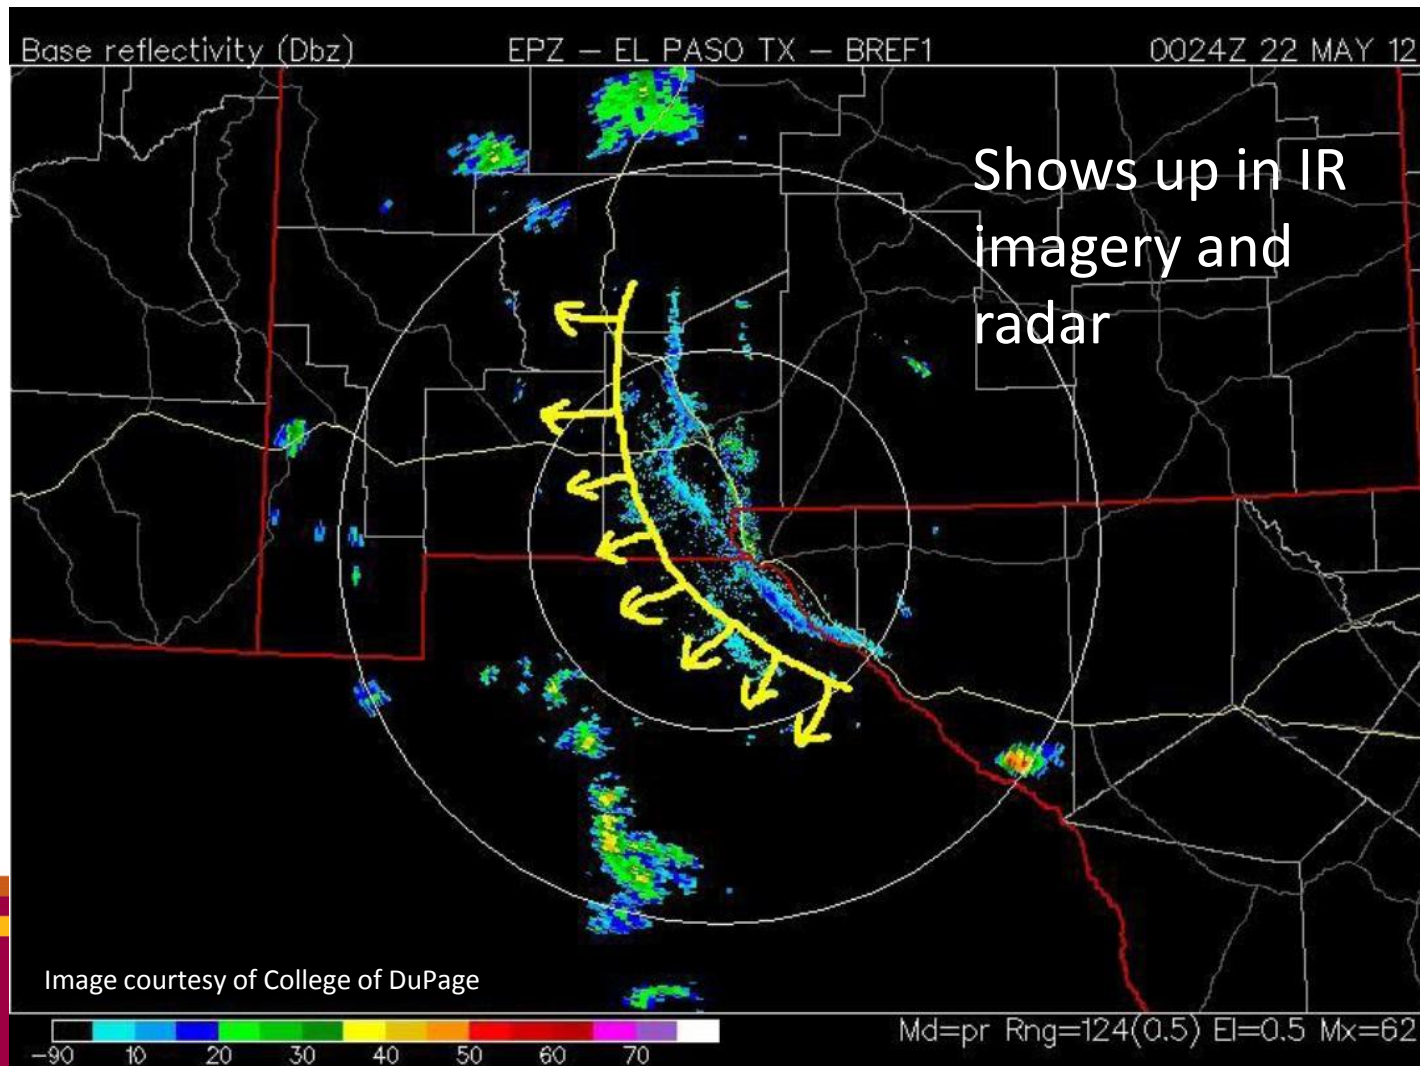 Base reflectivity (Dbz) EPZ – EL PASO TX – BREF1 0024Z 22 MAY 12
Shows up in IR
imagery and
radar
Image courtesy of College of DuPage
Md=pr Rng=124(0.5) El=0.5 Mx=62
-90 10 20 30 40 50 60 70